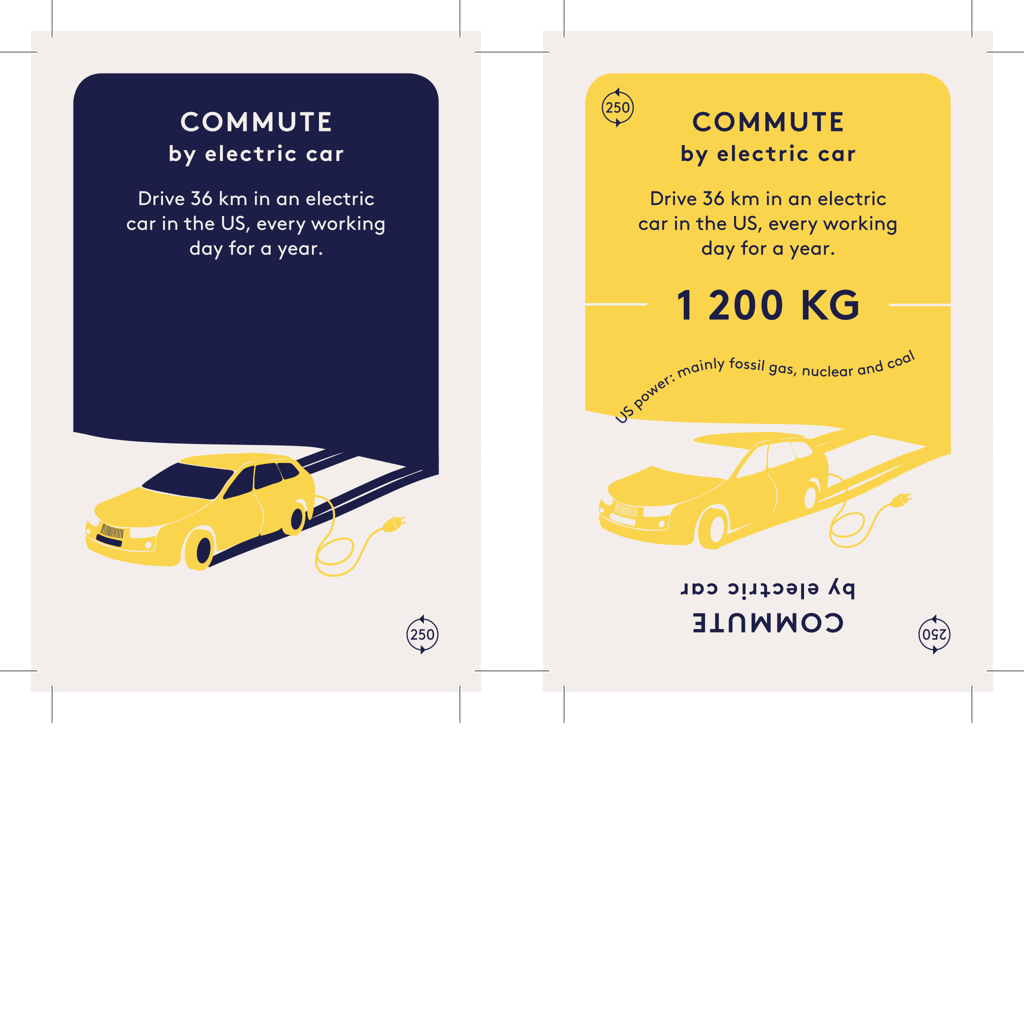 COMMUTE
by electric car
Drive 36 km in an electric
car in the US, every working
day for a year.
250
250
COMMUTE
by electric car
Drive 36 km in an electric
car in the US, every working
day for a year.
1 200 KG
US power: mainly fossil gas, nuclear and coal
COMMUTE
by electric car
250